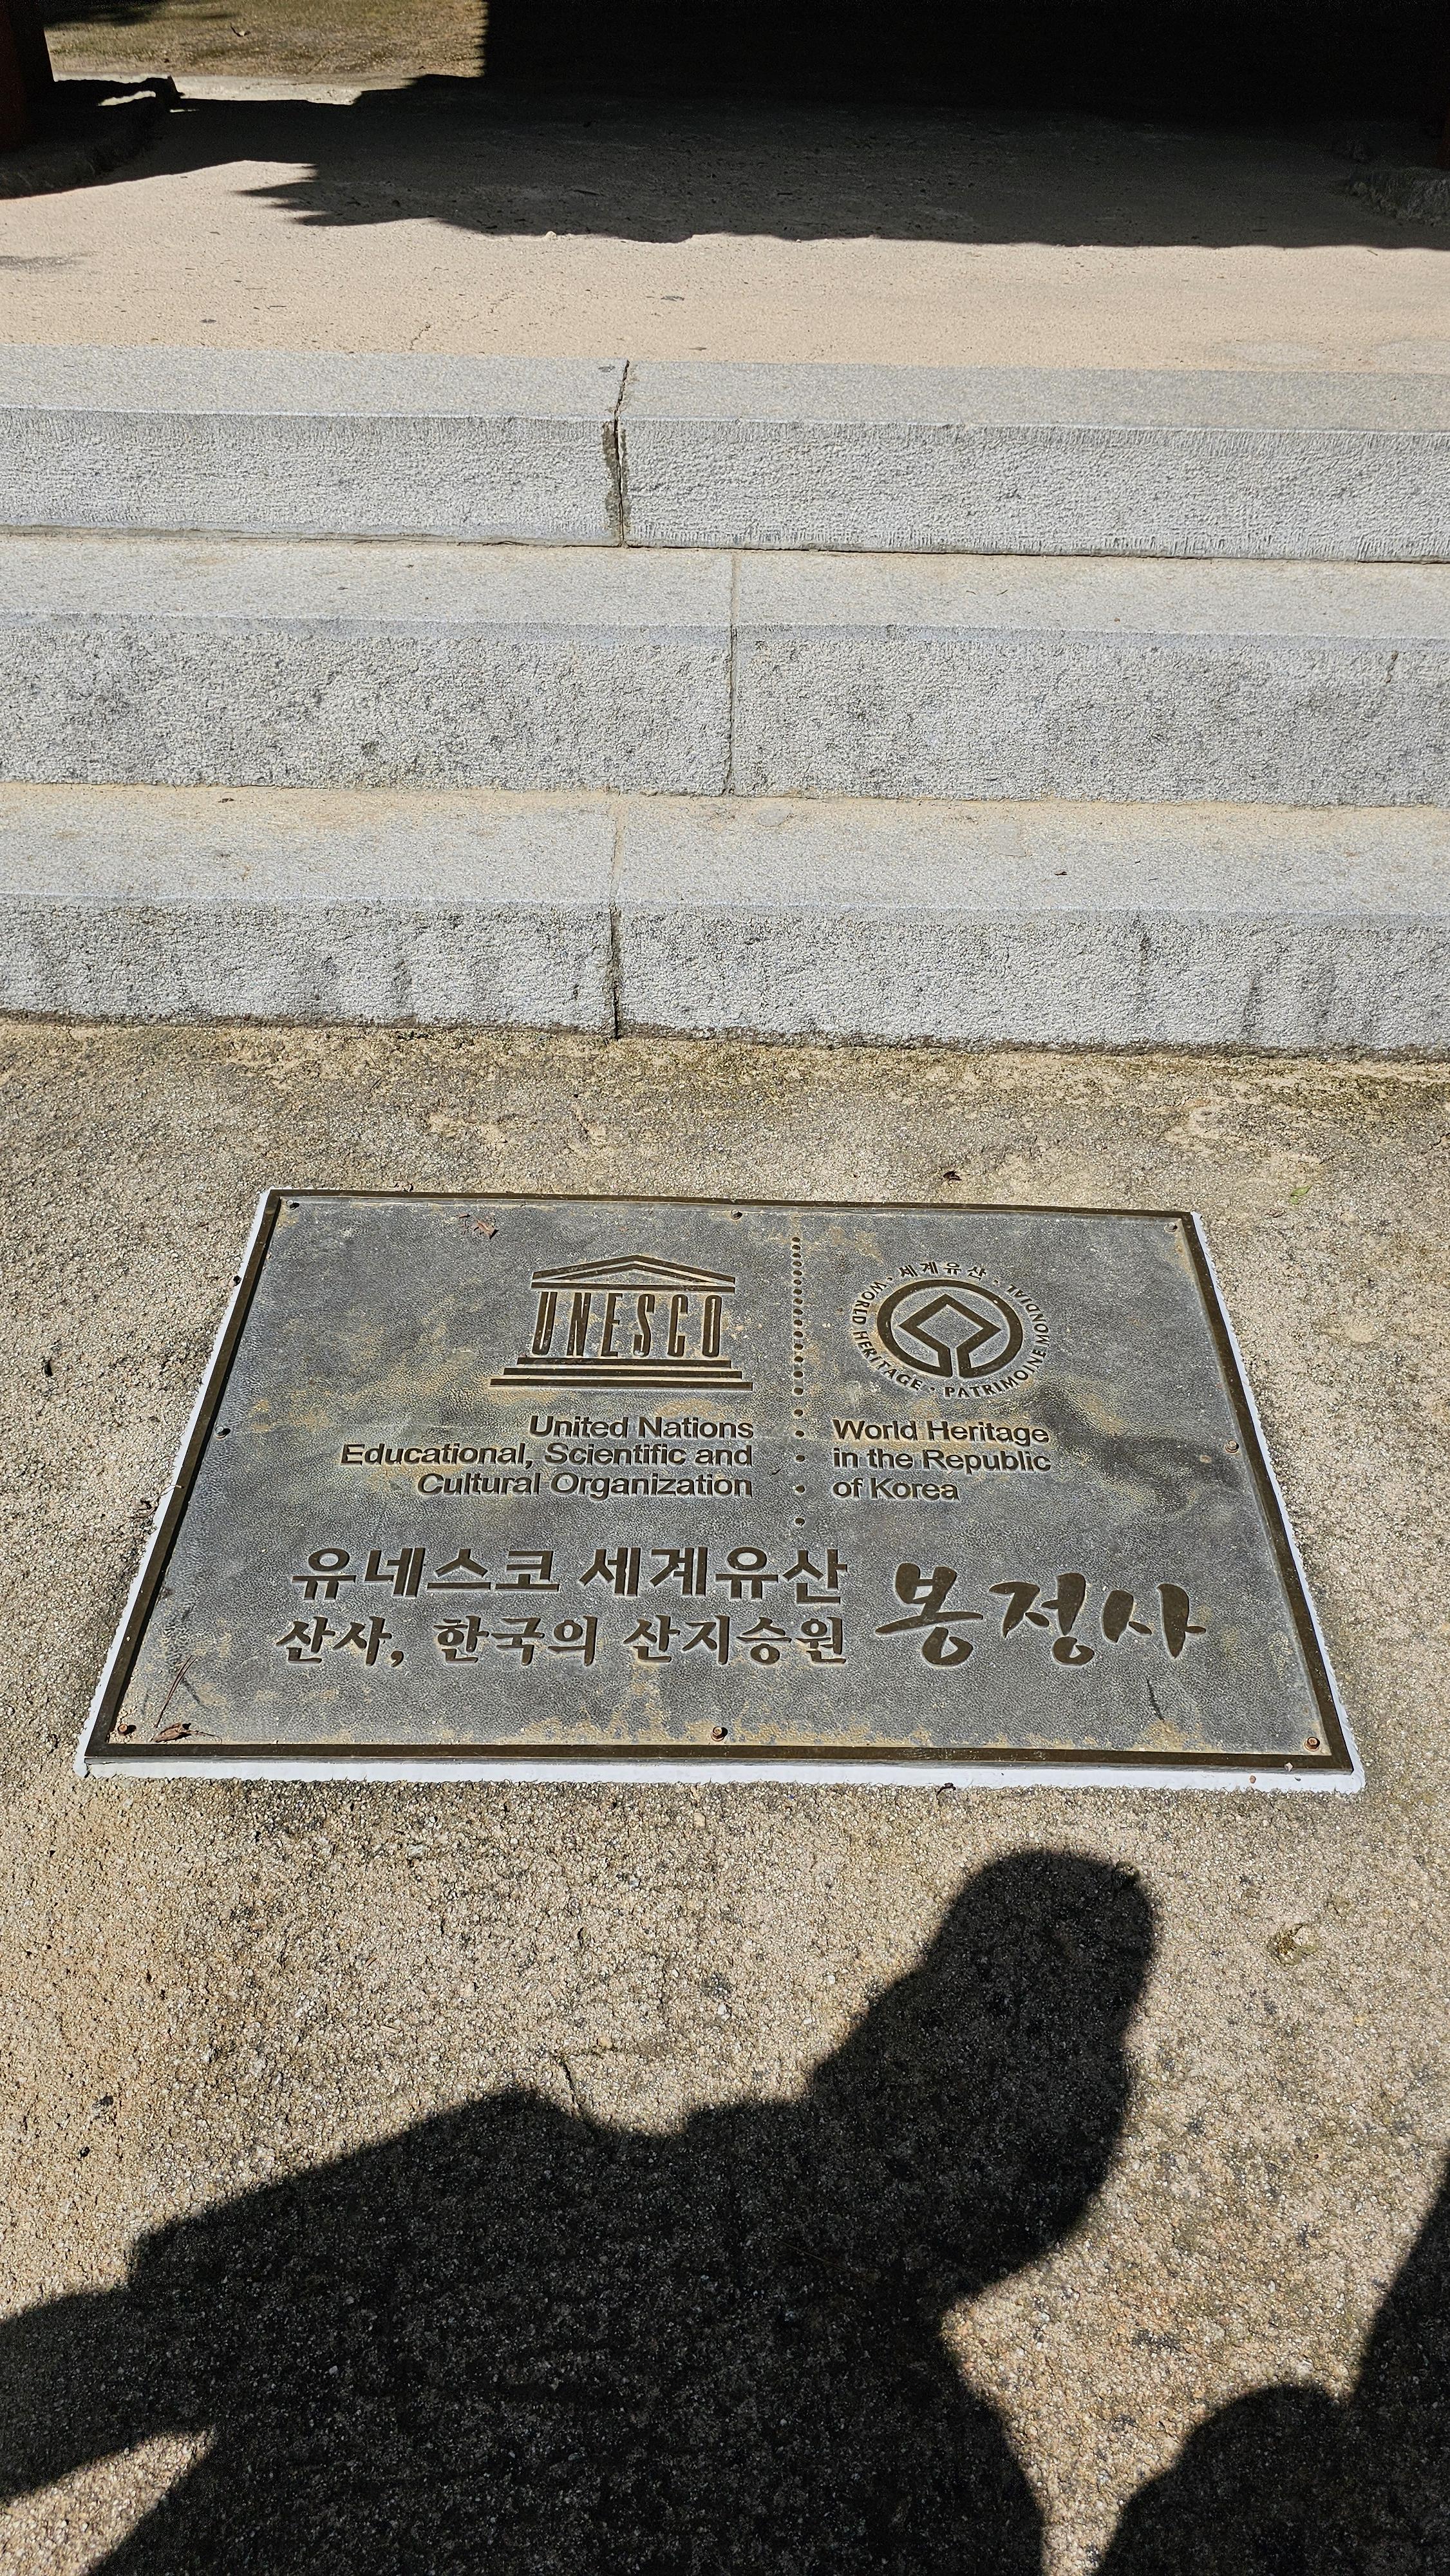 UNESCO
United Nations
Educational, Scientific and
Cultural Organization
세계유산 · WORLD HERITAGE · PATRIMOINE MONDIAL ·
World Heritage
in the Republic
of Korea
유네스코 세계유산
산사, 한국의 산지승원
봉정사